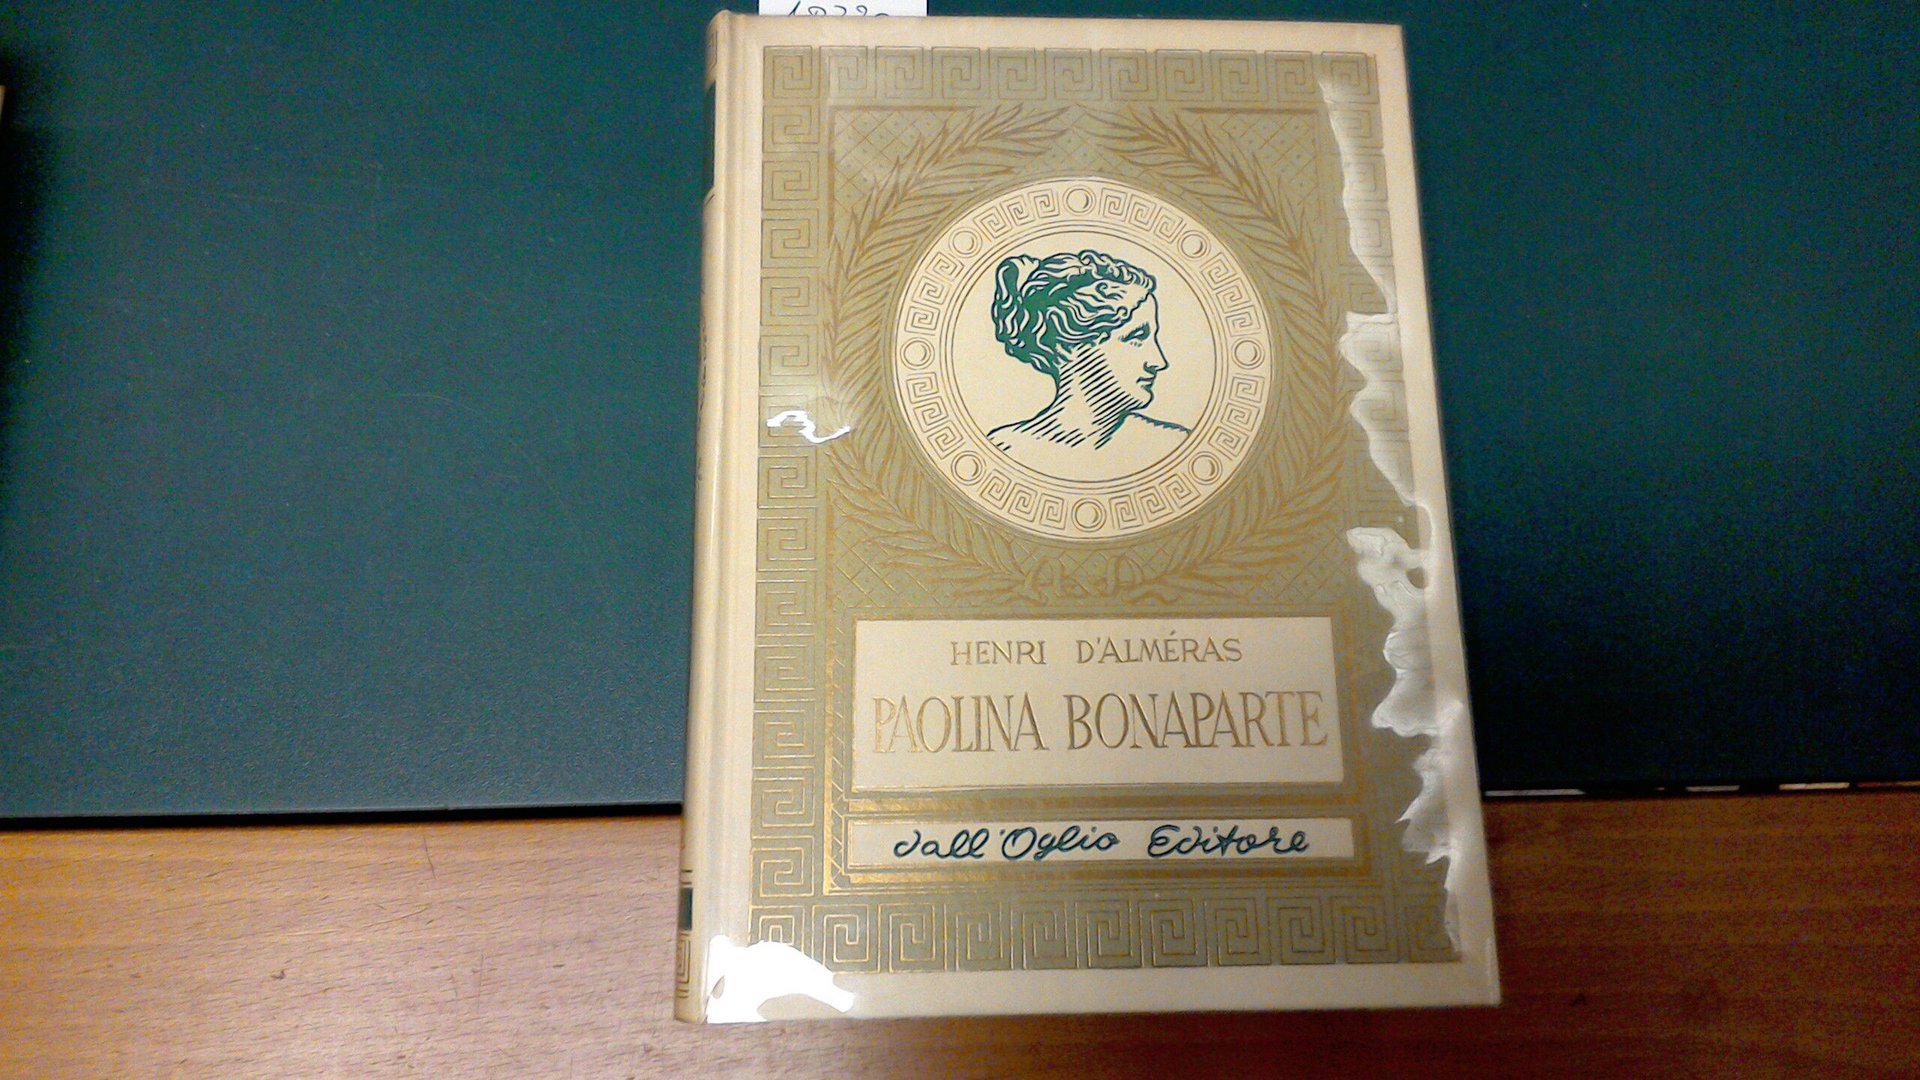 HENRI D'ALMÉRAS
PAOLINA BONAPARTE
dall'Oglio Editore